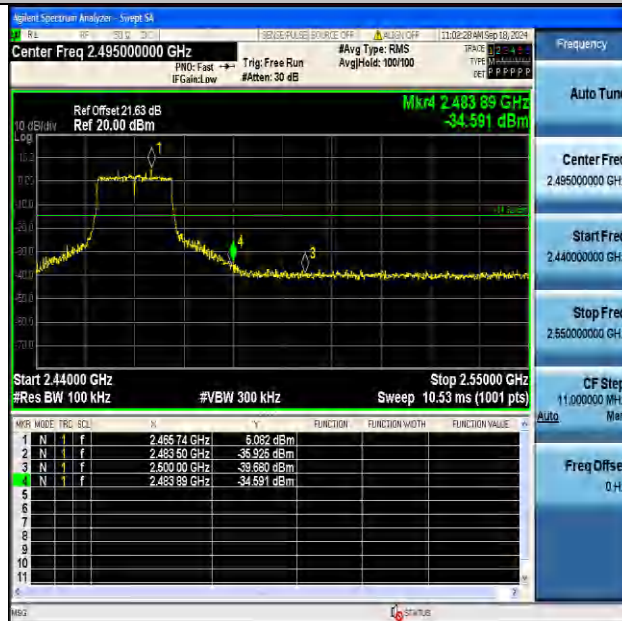 Agilent Spectrum Analyzer - Swept SA
RL RF 50 Ω DC SENSE:PULSE SOURCE OFF ALIGN OFF 11:02:28 AM Sep 18, 2024
Center Freq 2.495000000 GHz
#Avg Type: RMS
TRACE 1 2 3 4 5 6
PNO: Fast Trig: Free Run Avg|Hold: 100/100
TYPE
IFGain:Low #Atten: 30 dB
DET P P P P P P
Mkr4 2.483 89 GHz
-34.591 dBm
Ref Offset 21.63 dB
10 dB/div Ref 20.00 dBm
Log
1
4
3
Start 2.44000 GHz Stop 2.55000 GHz
#Res BW 100 kHz #VBW 300 kHz Sweep 10.53 ms (1001 pts)
MKR MODE TRC SCL X Y FUNCTION FUNCTION WIDTH FUNCTION VALUE
1 N 1 f 2.465 74 GHz 5.082 dBm
2 N 1 f 2.483 50 GHz -35.925 dBm
3 N 1 f 2.500 00 GHz -39.680 dBm
4 N 1 f 2.483 89 GHz -34.591 dBm
5
6
7
8
9
10
11
MSG STATUS
Frequency
Auto Tune
Center Freq
2.495000000 GHz
Start Freq
2.440000000 GHz
Stop Freq
2.550000000 GHz
CF Step
11.000000 MHz
Auto Man
Freq Offset
0 Hz